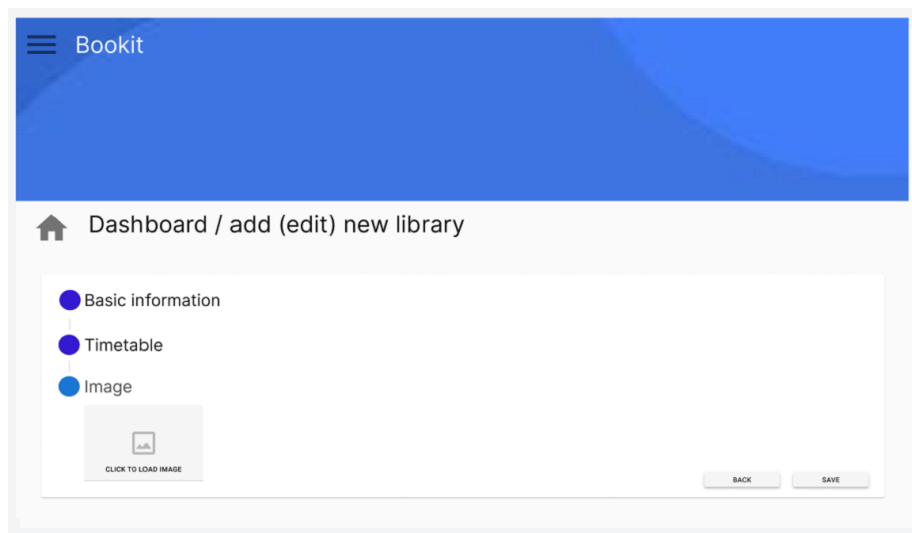 Bookit
Dashboard / add (edit) new library
Basic information
Timetable
Image
CLICK TO LOAD IMAGE
BACK SAVE